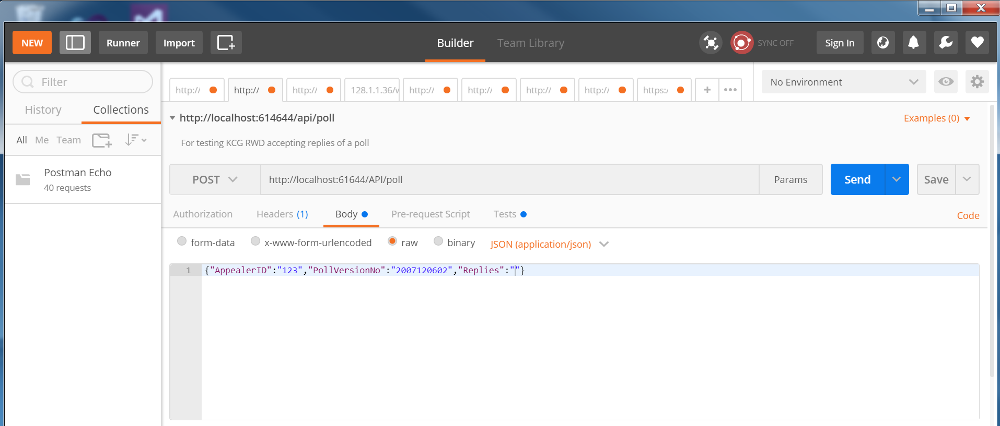 NEW Runner Import Builder Team Library SYNC OFF Sign In
Filter
http:// http:// http:// 128.1.1.36/v http:// http:// http:// http:// https:/ + ••• No Environment
History Collections
http://localhost:614644/api/poll Examples (0)
All Me Team
For testing KCG RWD accepting replies of a poll
Postman Echo
40 requests
POST http://localhost:61644/API/poll Params Send Save
Authorization Headers (1) Body Pre-request Script Tests Code
form-data x-www-form-urlencoded raw binary JSON (application/json)
1 {"AppealerID":"123","PollVersionNo":"2007120602","Replies":""}